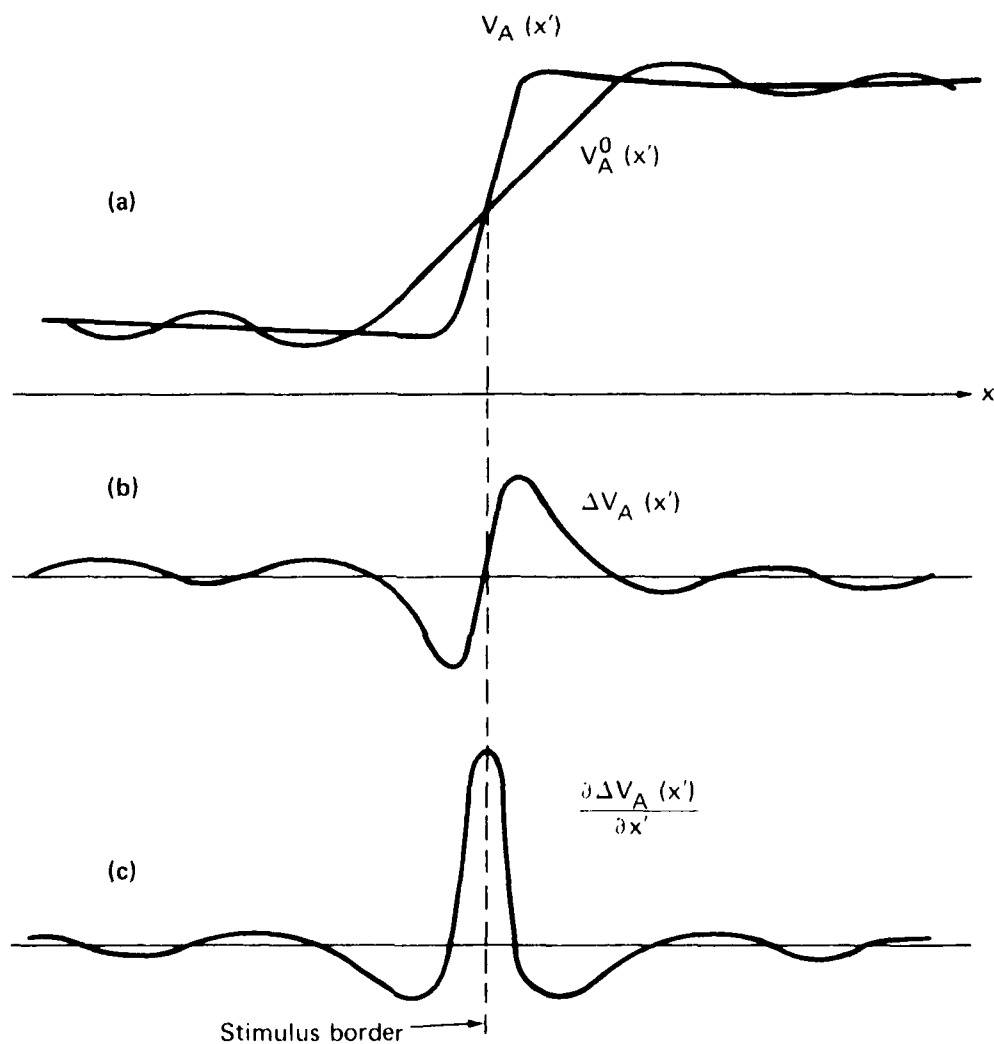 V_A (x')
V_A^0 (x')
(a)
x
(b)
ΔV_A (x')
∂ΔV_A (x')
∂x'
(c)
Stimulus border